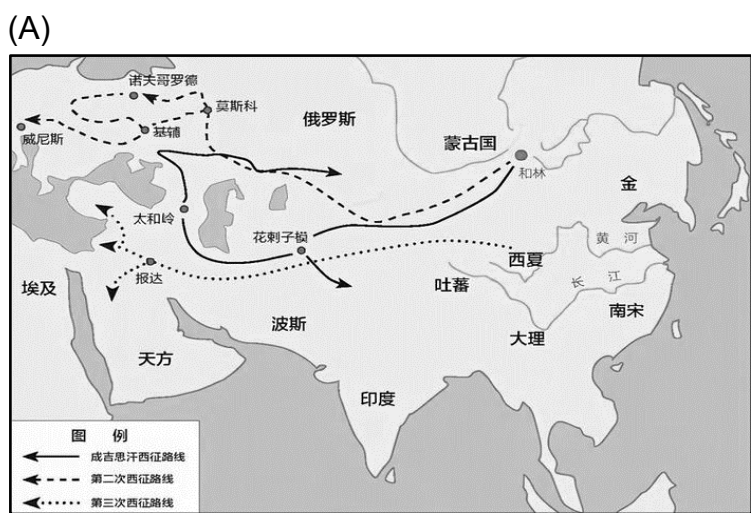 (A)
诺夫哥罗德
莫斯科
俄罗斯
威尼斯
基辅
蒙古国
和林
金
太和岭
花剌子模
黄河
西夏
报达
埃及
吐蕃
长江
南宋
波斯
大理
天方
印度
图例
成吉思汗西征路线
第二次西征路线
第三次西征路线